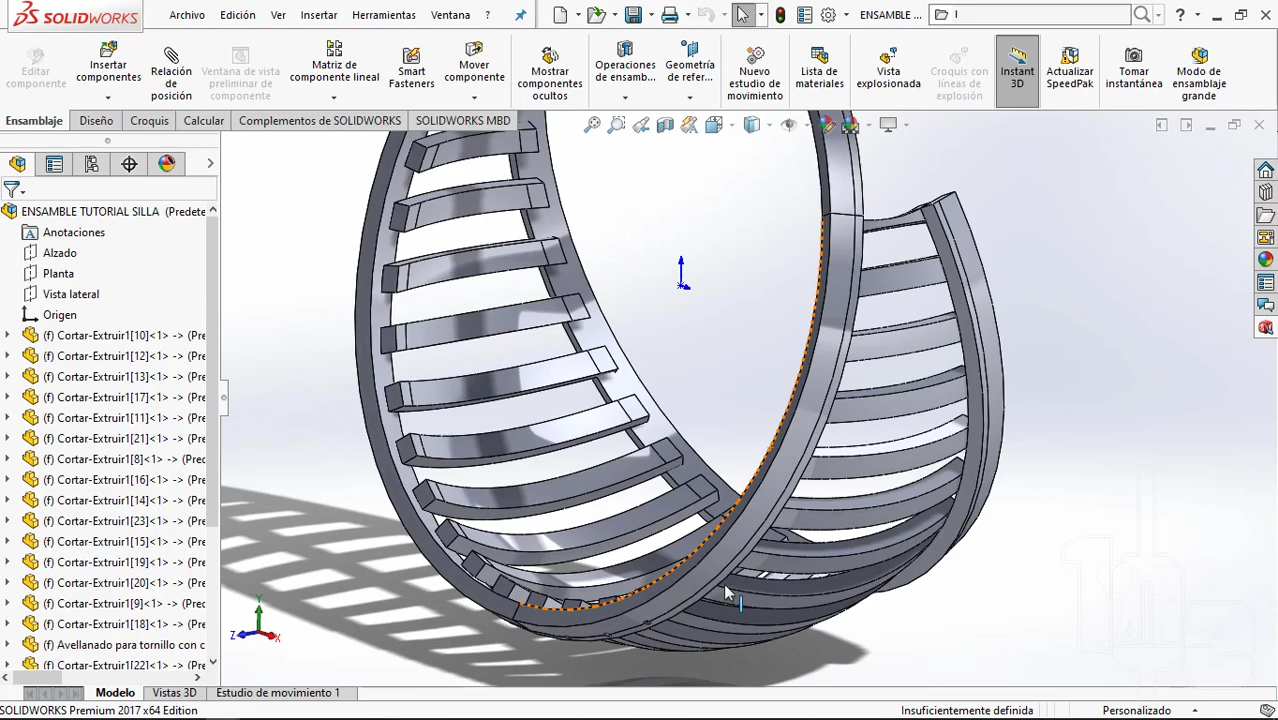 SOLIDWORKS Archivo Edición Ver Insertar Herramientas Ventana ? ENSAMBLE ... I
Editar componente
Insertar componentes
Relación de posición
Ventana de vista preliminar de componente
Matriz de componente lineal
Smart Fasteners
Mover componente
Mostrar componentes ocultos
Operaciones de ensamb...
Geometría de refer...
Nuevo estudio de movimiento
Lista de materiales
Vista explosionada
Croquis con líneas de explosión
Instant 3D
Actualizar SpeedPak
Tomar instantánea
Modo de ensamblaje grande
Ensamblaje Diseño Croquis Calcular Complementos de SOLIDWORKS SOLIDWORKS MBD
ENSAMBLE TUTORIAL SILLA (Predete
Anotaciones
Alzado
Planta
Vista lateral
Origen
(f) Cortar-Extruir1[10]<1> -> (Pre
(f) Cortar-Extruir1[12]<1> -> (Pre
(f) Cortar-Extruir1[13]<1> -> (Pre
(f) Cortar-Extruir1[17]<1> -> (Pre
(f) Cortar-Extruir1[11]<1> -> (Pre
(f) Cortar-Extruir1[21]<1> -> (Pre
(f) Cortar-Extruir1[8]<1> -> (Prec
(f) Cortar-Extruir1[16]<1> -> (Pre
(f) Cortar-Extruir1[14]<1> -> (Pre
(f) Cortar-Extruir1[23]<1> -> (Pre
(f) Cortar-Extruir1[15]<1> -> (Pre
(f) Cortar-Extruir1[19]<1> -> (Pre
(f) Cortar-Extruir1[20]<1> -> (Pre
(f) Cortar-Extruir1[9]<1> -> (Prec
(f) Cortar-Extruir1[18]<1> -> (Pre
(f) Avellanado para tornillo con c
(f) Cortar-Extruir1[22]<1> -> (Pre
Y
Z X
Modelo Vistas 3D Estudio de movimiento 1
SOLIDWORKS Premium 2017 x64 Edition Insuficientemente definida Personalizado